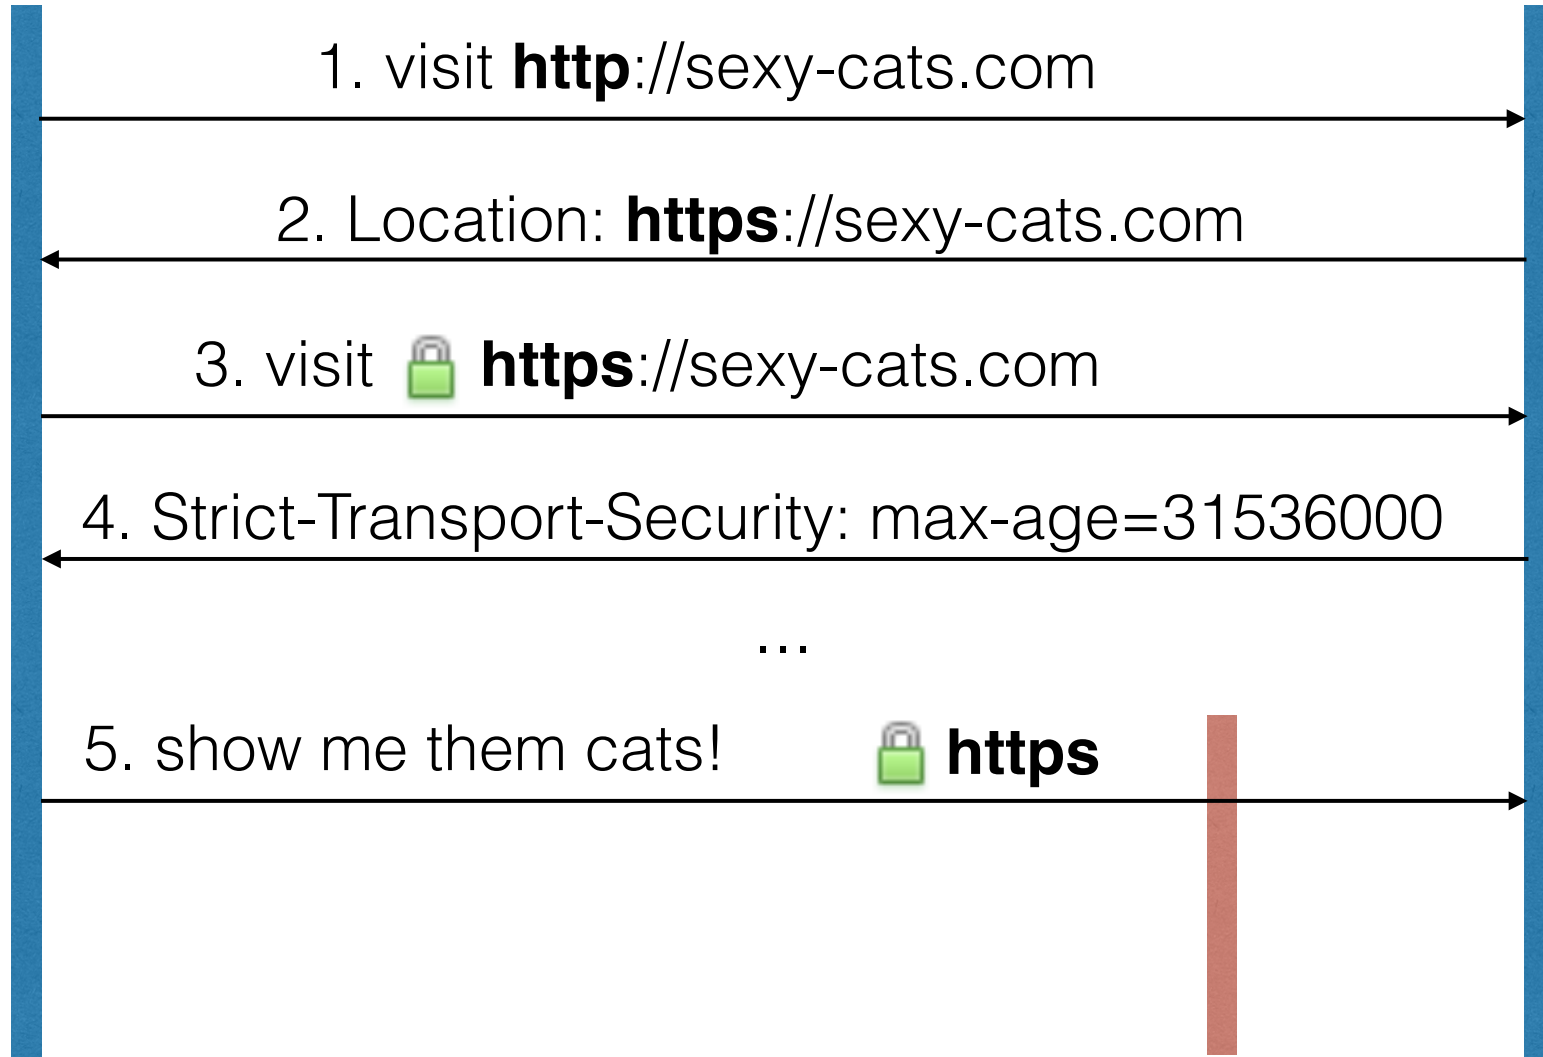 1. visit http://sexy-cats.com
2. Location: https://sexy-cats.com
3. visit https://sexy-cats.com
4. Strict-Transport-Security: max-age=31536000
...
5. show me them cats! https